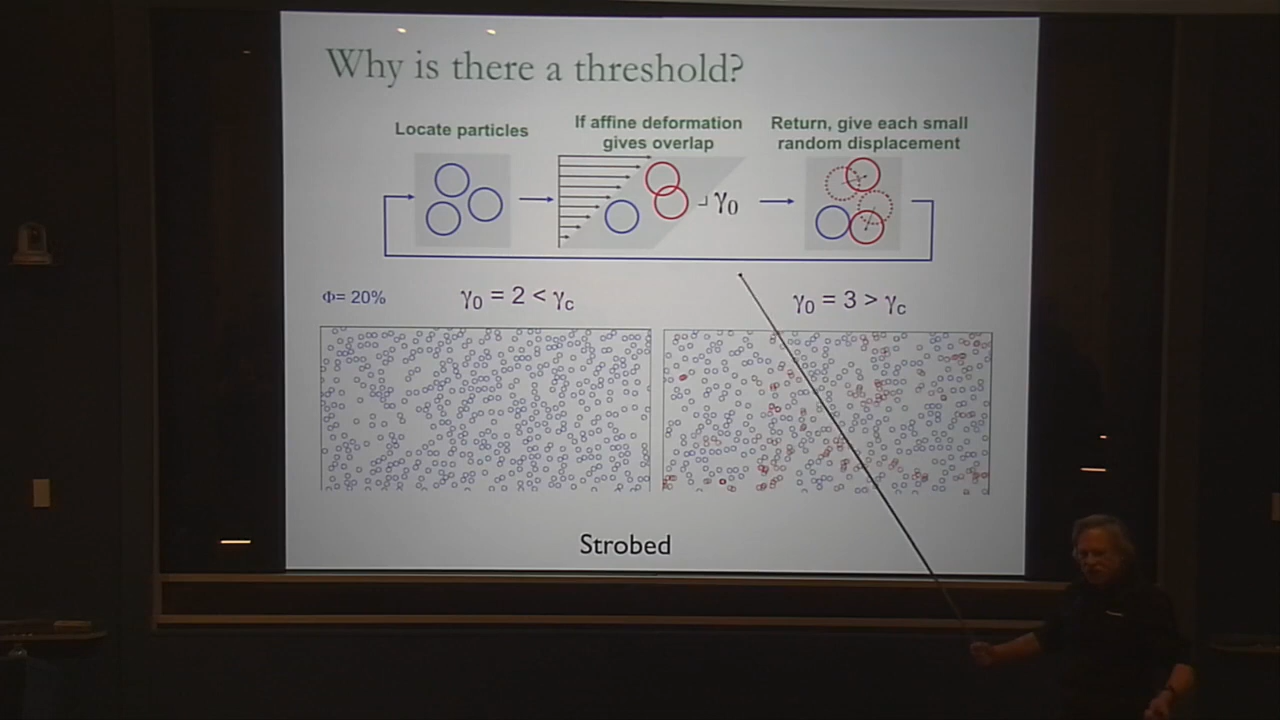 Why is there a threshold?
Locate particles
If affine deformation
gives overlap
Return, give each small
random displacement
γ₀
Φ= 20%
γ₀ = 2 < γc
γ₀ = 3 > γc
Strobed